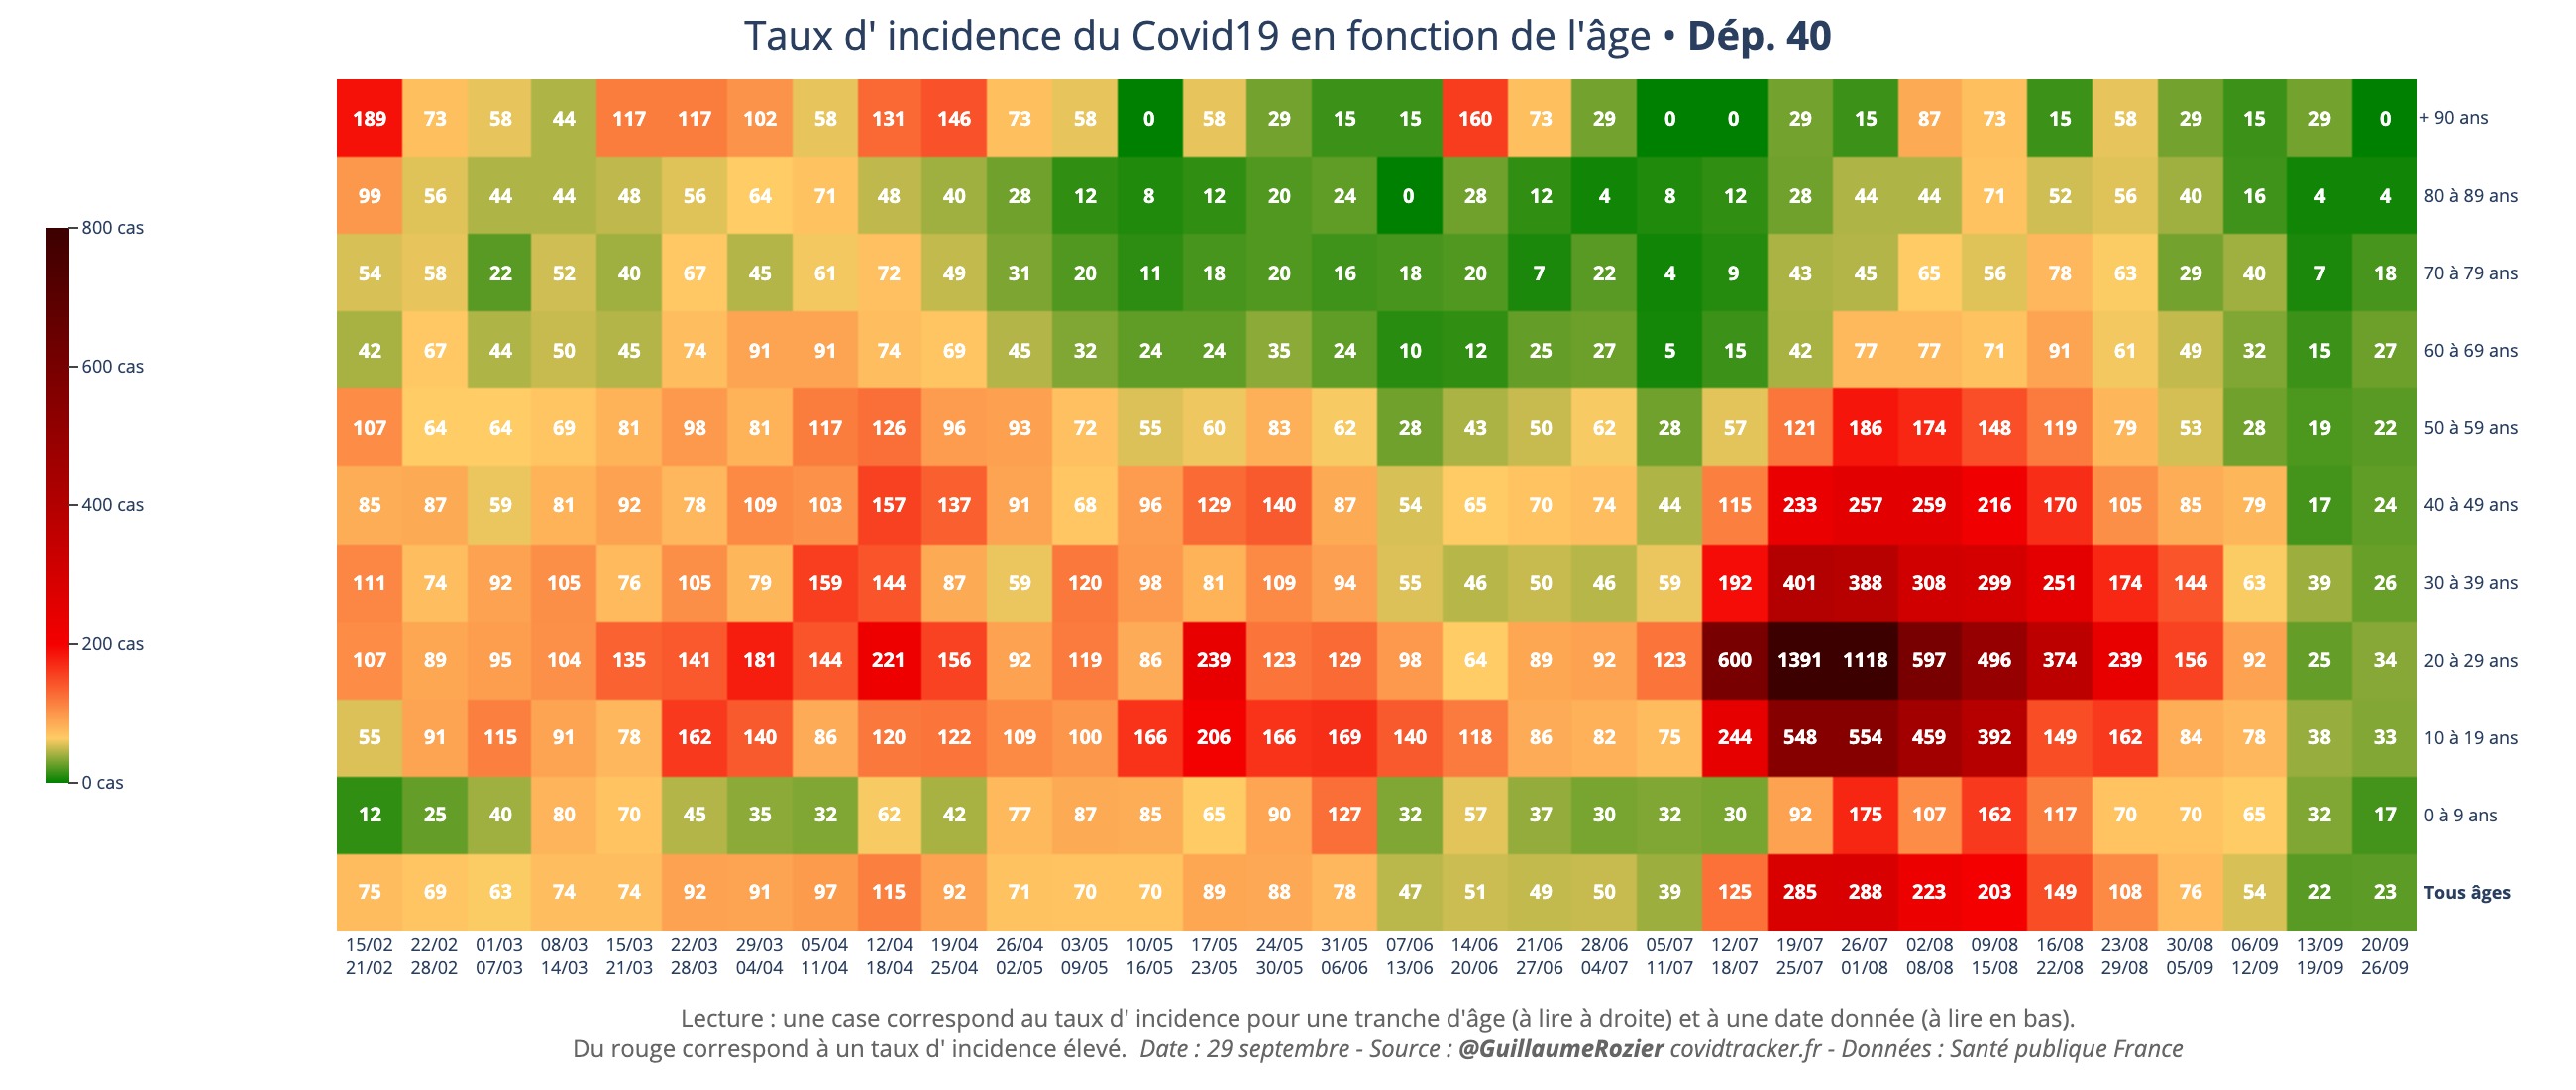 Taux d' incidence du Covid19 en fonction de l'âge • Dép. 40
189 73 58 44 117 117 102 58 131 146 73 58 0 58 29 15 15 160 73 29 0 0 29 15 87 73 15 58 29 15 29 0 + 90 ans
99 56 44 44 48 56 64 71 48 40 28 12 8 12 20 24 0 28 12 4 8 12 28 44 44 71 52 56 40 16 4 4 80 à 89 ans
54 58 22 52 40 67 45 61 72 49 31 20 11 18 20 16 18 20 7 22 4 9 43 45 65 56 78 63 29 40 7 18 70 à 79 ans
42 67 44 50 45 74 91 91 74 69 45 32 24 24 35 24 10 12 25 27 5 15 42 77 77 71 91 61 49 32 15 27 60 à 69 ans
107 64 64 69 81 98 81 117 126 96 93 72 55 60 83 62 28 43 50 62 28 57 121 186 174 148 119 79 53 28 19 22 50 à 59 ans
85 87 59 81 92 78 109 103 157 137 91 68 96 129 140 87 54 65 70 74 44 115 233 257 259 216 170 105 85 79 17 24 40 à 49 ans
111 74 92 105 76 105 79 159 144 87 59 120 98 81 109 94 55 46 50 46 59 192 401 388 308 299 251 174 144 63 39 26 30 à 39 ans
107 89 95 104 135 141 181 144 221 156 92 119 86 239 123 129 98 64 89 92 123 600 1391 1118 597 496 374 239 156 92 25 34 20 à 29 ans
55 91 115 91 78 162 140 86 120 122 109 100 166 206 166 169 140 118 86 82 75 244 548 554 459 392 149 162 84 78 38 33 10 à 19 ans
12 25 40 80 70 45 35 32 62 42 77 87 85 65 90 127 32 57 37 30 32 30 92 175 107 162 117 70 70 65 32 17 0 à 9 ans
75 69 63 74 74 92 91 97 115 92 71 70 70 89 88 78 47 51 49 50 39 125 285 288 223 203 149 108 76 54 22 23 Tous âges
15/02 22/02 01/03 08/03 15/03 22/03 29/03 05/04 12/04 19/04 26/04 03/05 10/05 17/05 24/05 31/05 07/06 14/06 21/06 28/06 05/07 12/07 19/07 26/07 02/08 09/08 16/08 23/08 30/08 06/09 13/09 20/09
21/02 28/02 07/03 14/03 21/03 28/03 04/04 11/04 18/04 25/04 02/05 09/05 16/05 23/05 30/05 06/06 13/06 20/06 27/06 04/07 11/07 18/07 25/07 01/08 08/08 15/08 22/08 29/08 05/09 12/09 19/09 26/09
800 cas
600 cas
400 cas
200 cas
0 cas
Lecture : une case correspond au taux d' incidence pour une tranche d'âge (à lire à droite) et à une date donnée (à lire en bas).
Du rouge correspond à un taux d' incidence élevé. Date : 29 septembre - Source : @GuillaumeRozier covidtracker.fr - Données : Santé publique France